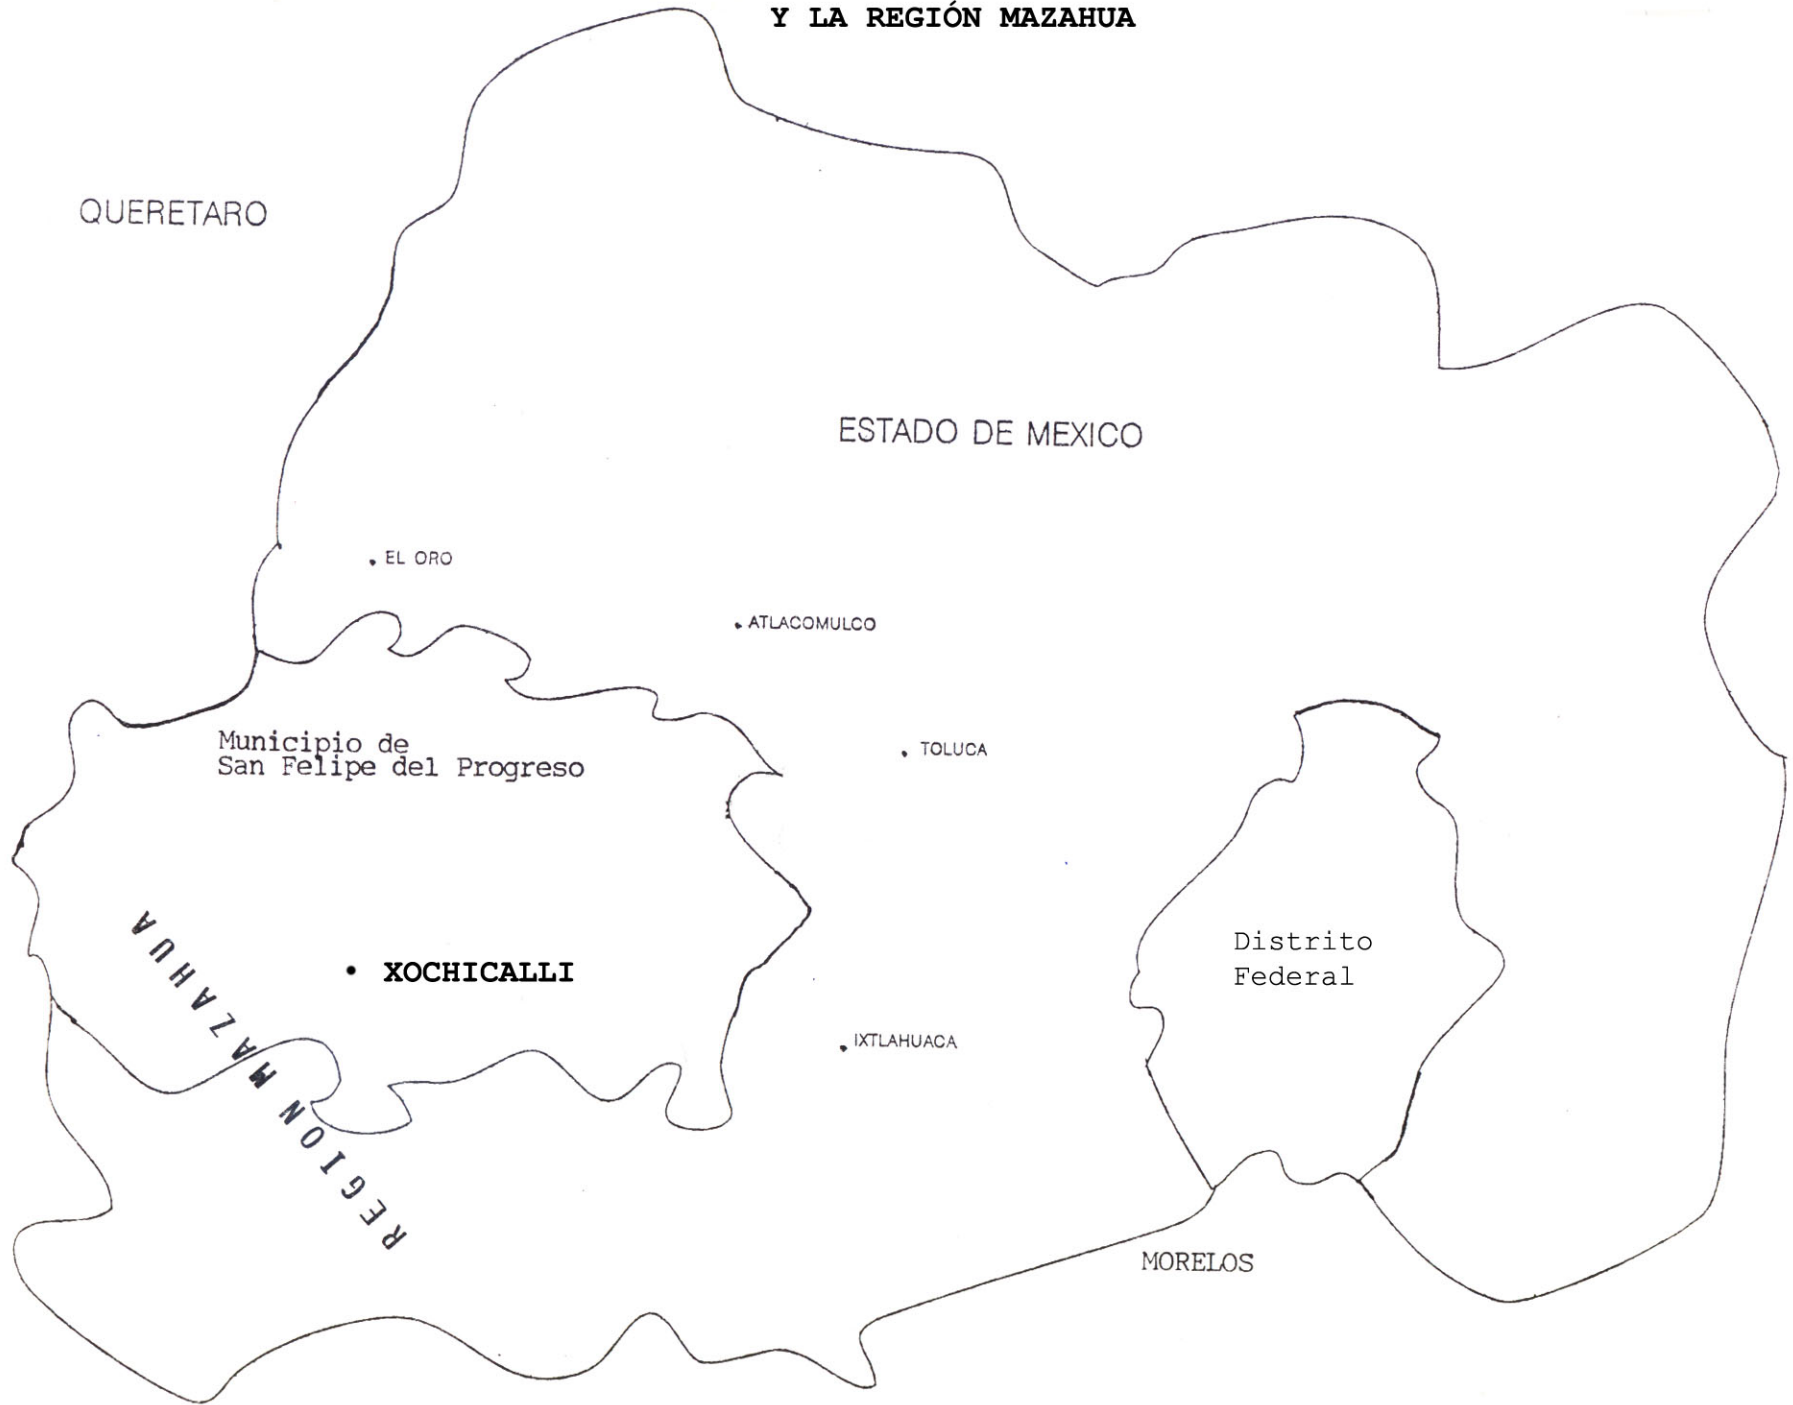 Y LA REGIÓN MAZAHUA
QUERETARO
ESTADO DE MEXICO
EL ORO
ATLACOMULCO
Municipio de
San Felipe del Progreso
TOLUCA
Distrito
Federal
XOCHICALLI
REGION MAZAHUA
IXTLAHUACA
MORELOS